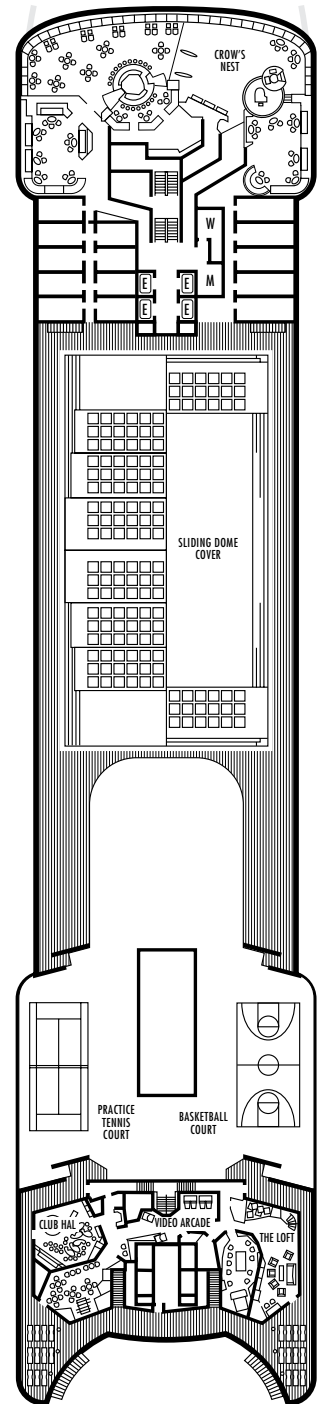 CROW'S
NEST
W
M
E
E
E
E
SLIDING DOME
COVER
PRACTICE
TENNIS
COURT
BASKETBALL
COURT
CLUB HAL
VIDEO ARCADE
THE LOFT